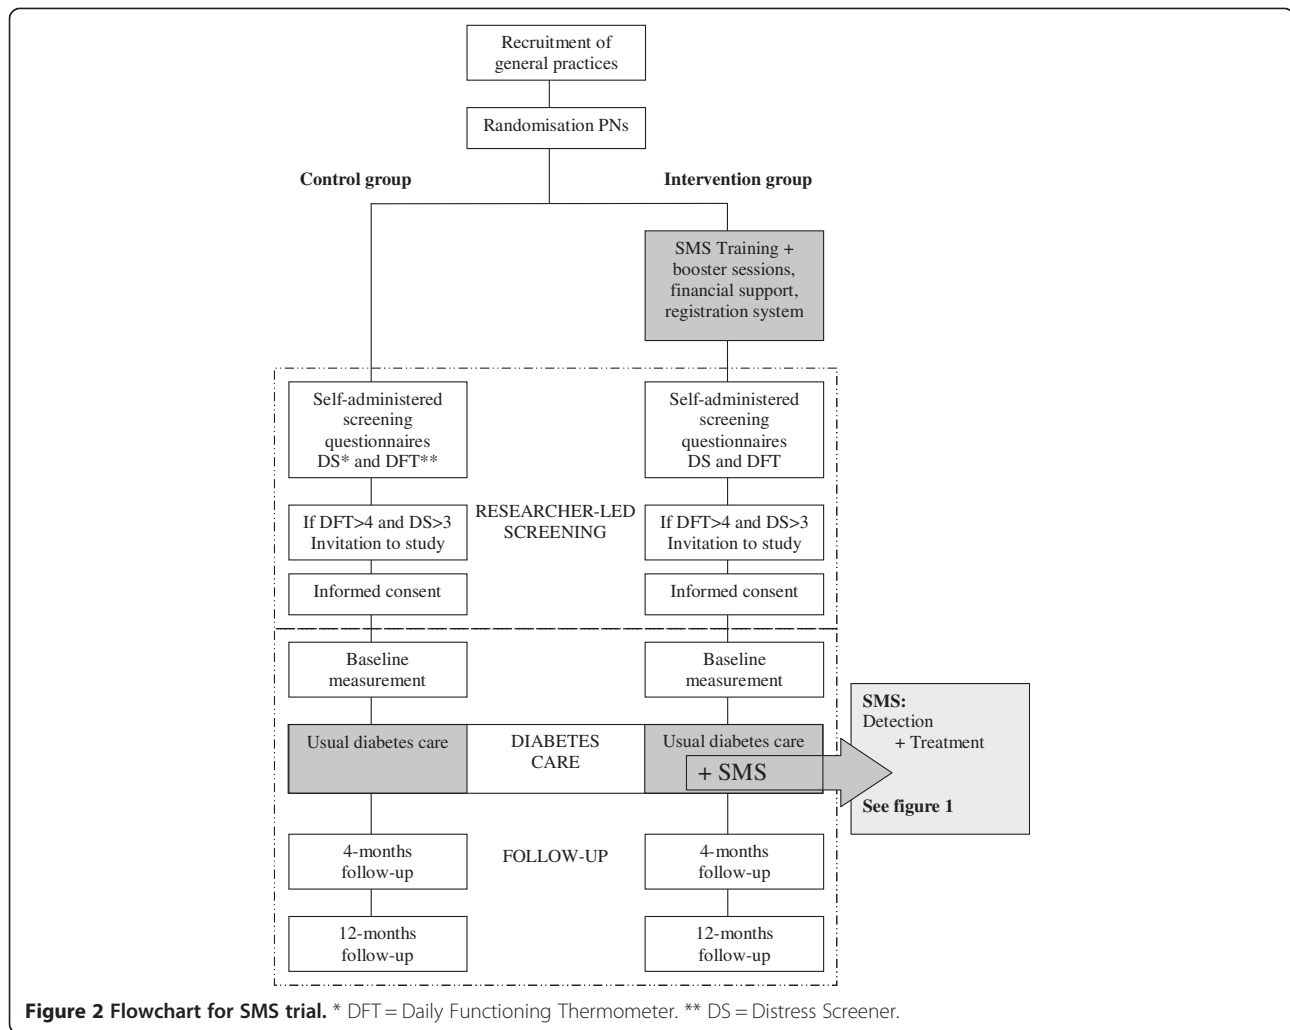 Recruitment of
general practices
Randomisation PNs
Control group
Intervention group
SMS Training +
booster sessions,
financial support,
registration system
Self-administered
screening
questionnaires
DS* and DFT**
Self-administered
screening
questionnaires
DS and DFT
If DFT>4 and DS>3
Invitation to study
RESEARCHER-LED
SCREENING
If DFT>4 and DS>3
Invitation to study
Informed consent
Informed consent
Baseline
measurement
Baseline
measurement
Usual diabetes care
DIABETES
CARE
Usual diabetes care
+ SMS
SMS:
Detection
+ Treatment
See figure 1
4-months
follow-up
FOLLOW-UP
4-months
follow-up
12-months
follow-up
12-months
follow-up
Figure 2 Flowchart for SMS trial. * DFT = Daily Functioning Thermometer. ** DS = Distress Screener.